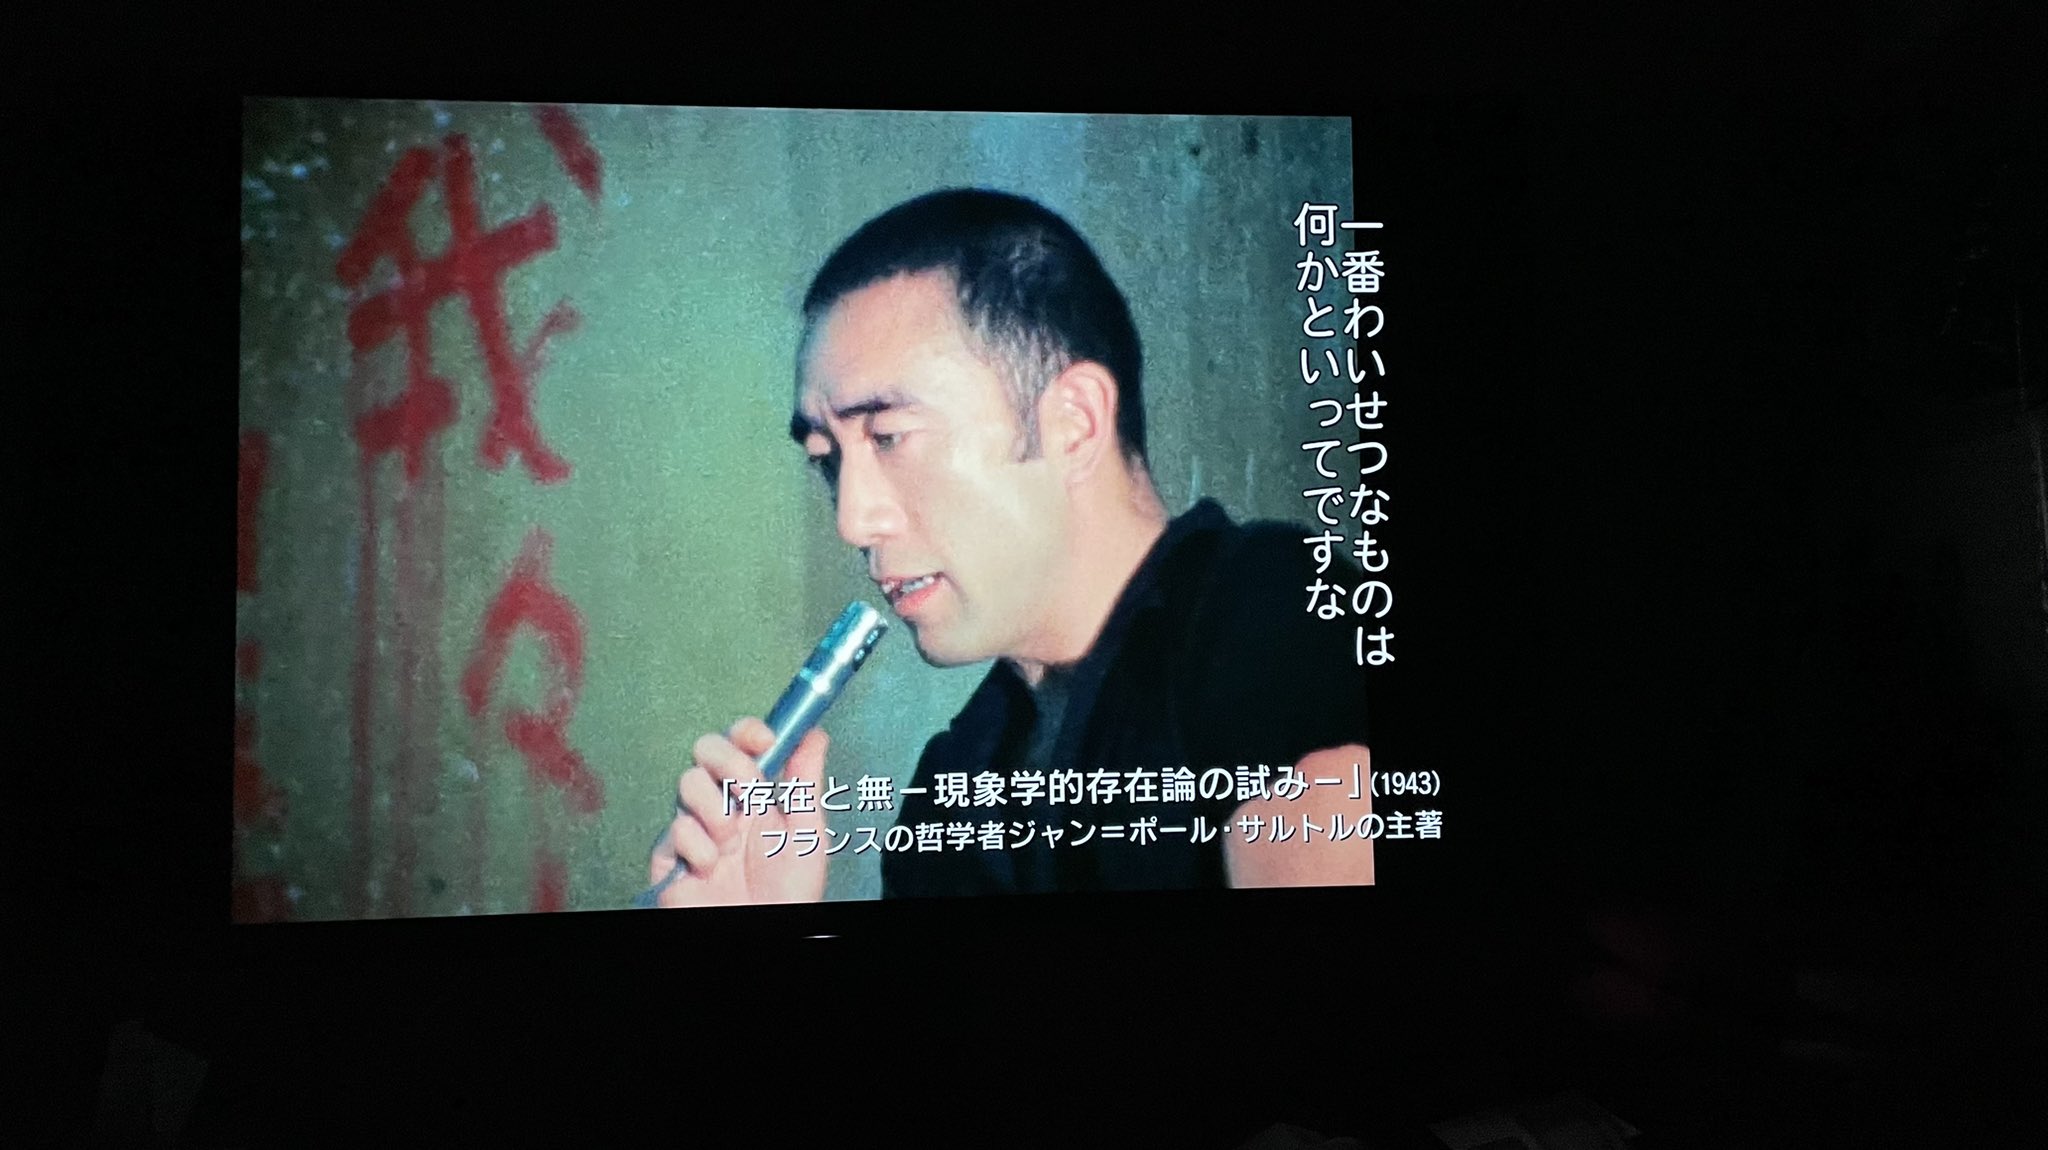 一番わいせつなものは
何かといってですな
「存在と無－現象学的存在論の試み－」(1943)
フランスの哲学者ジャン＝ポール・サルトルの主著
我々